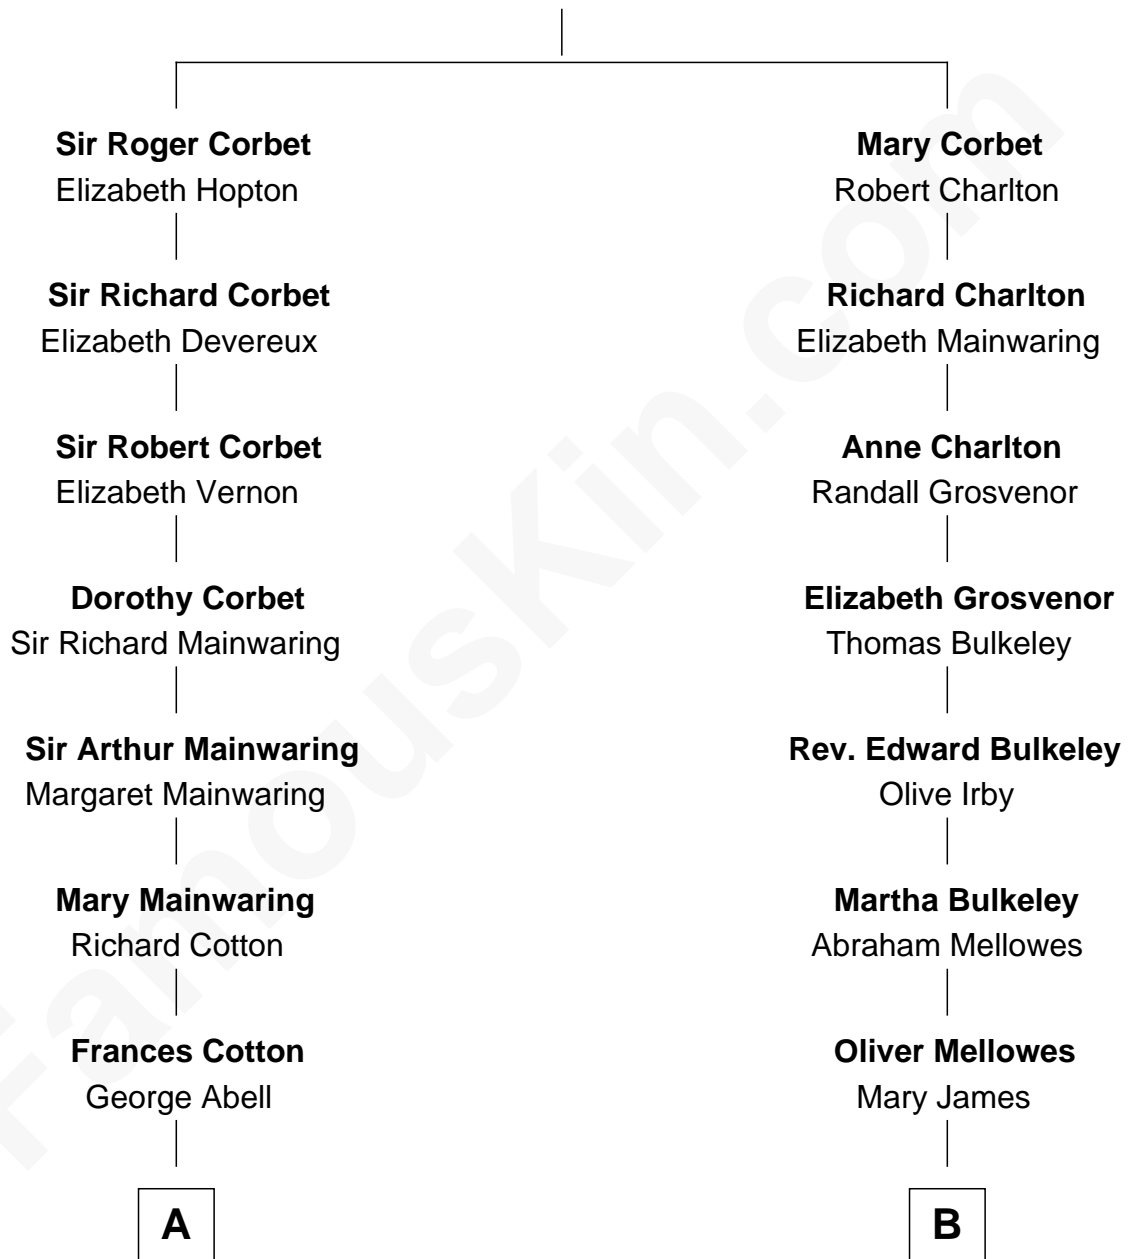 Sir Roger Corbet
Elizabeth Hopton
Sir Richard Corbet
Elizabeth Devereux
Sir Robert Corbet
Elizabeth Vernon
Dorothy Corbet
Sir Richard Mainwaring
Sir Arthur Mainwaring
Margaret Mainwaring
Mary Mainwaring
Richard Cotton
Frances Cotton
George Abell
A
Mary Corbet
Robert Charlton
Richard Charlton
Elizabeth Mainwaring
Anne Charlton
Randall Grosvenor
Elizabeth Grosvenor
Thomas Bulkeley
Rev. Edward Bulkeley
Olive Irby
Martha Bulkeley
Abraham Mellowes
Oliver Mellowes
Mary James
B
FamousKin.com